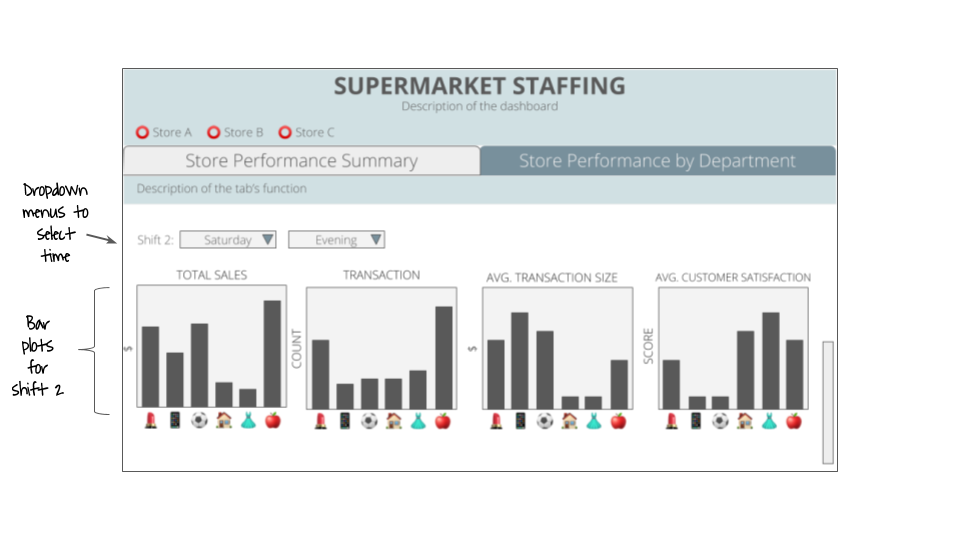 SUPERMARKET STAFFING
Description of the dashboard
Store A Store B Store C
Store Performance Summary Store Performance by Department
Description of the tab's function
Dropdown
menus to
select
time
Shift 2: Saturday Evening
Bar
plots
for
shift 2
TOTAL SALES TRANSACTION AVG. TRANSACTION SIZE AVG. CUSTOMER SATISFACTION
$ COUNT $ SCORE